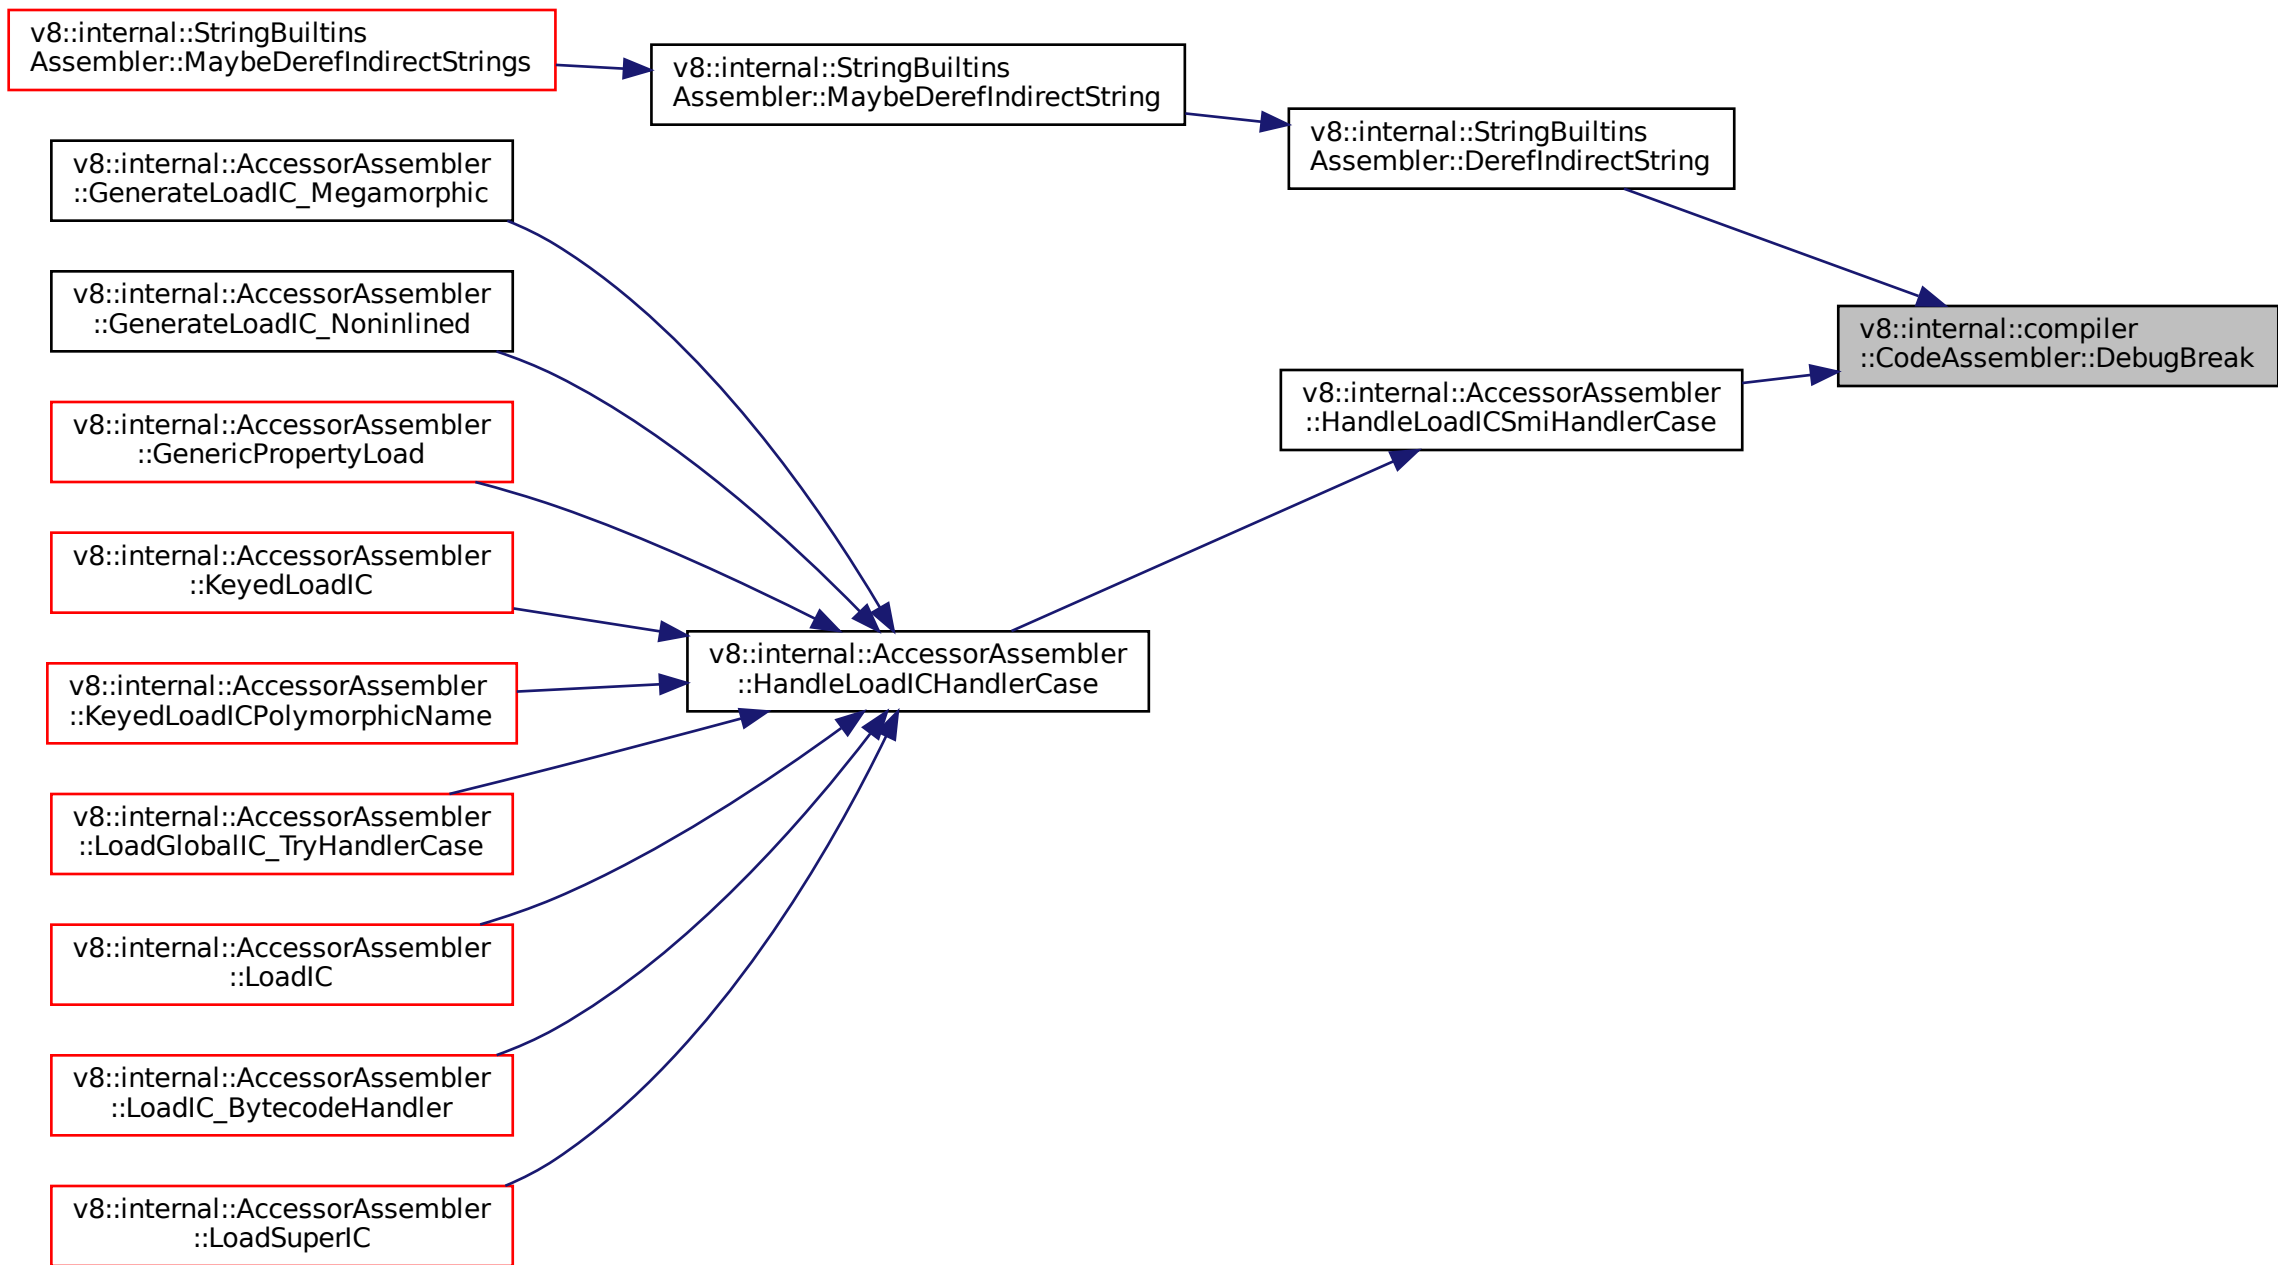 v8::internal::StringBuiltins
Assembler::MaybeDerefIndirectStrings
v8::internal::StringBuiltins
Assembler::MaybeDerefIndirectString
v8::internal::StringBuiltins
Assembler::DerefIndirectString
v8::internal::AccessorAssembler
::GenerateLoadIC_Megamorphic
v8::internal::AccessorAssembler
::GenerateLoadIC_Noninlined
v8::internal::compiler
::CodeAssembler::DebugBreak
v8::internal::AccessorAssembler
::HandleLoadICSmiHandlerCase
v8::internal::AccessorAssembler
::GenericPropertyLoad
v8::internal::AccessorAssembler
::KeyedLoadIC
v8::internal::AccessorAssembler
::HandleLoadICHandlerCase
v8::internal::AccessorAssembler
::KeyedLoadICPolymorphicName
v8::internal::AccessorAssembler
::LoadGlobalIC_TryHandlerCase
v8::internal::AccessorAssembler
::LoadIC
v8::internal::AccessorAssembler
::LoadIC_BytecodeHandler
v8::internal::AccessorAssembler
::LoadSuperIC